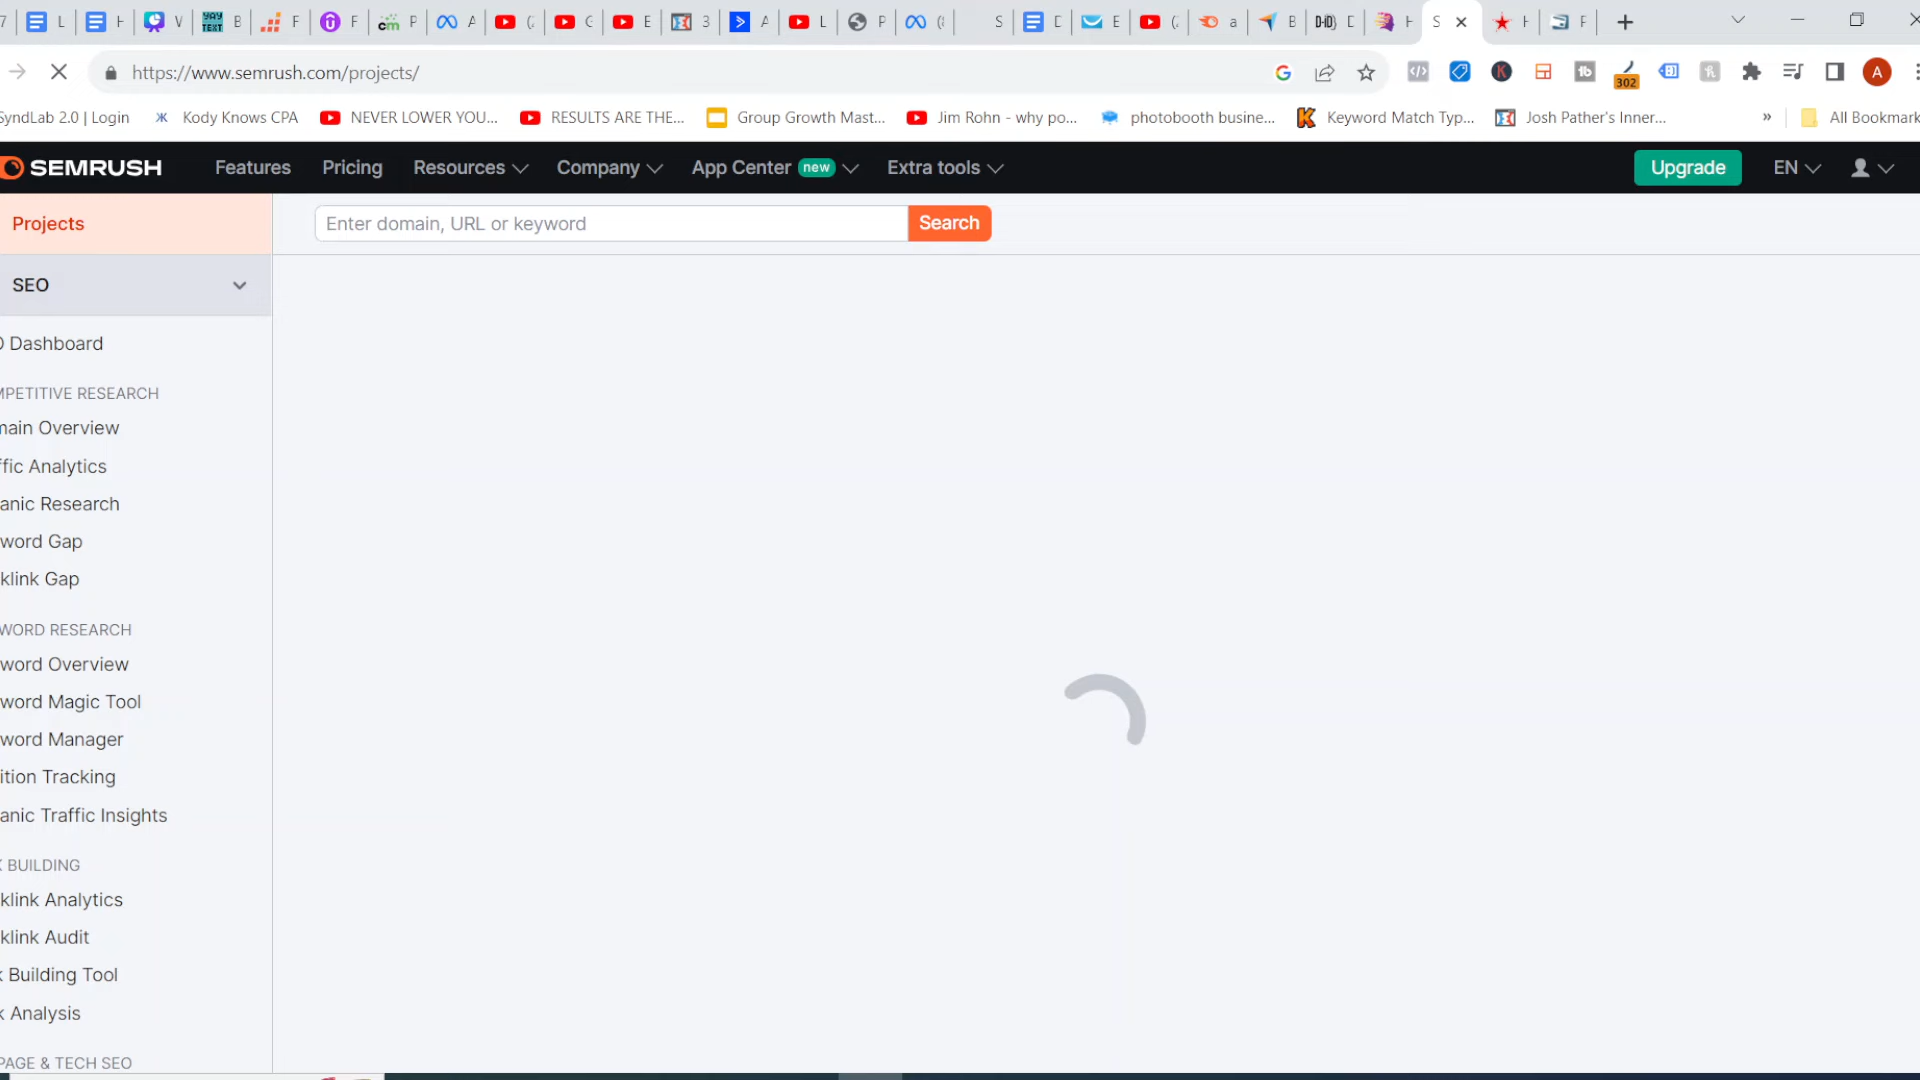 7 L H V B F F P A ( C E 3 A L P ( S D E ( a B D H S H F
https://www.semrush.com/projects/
302
SyndLab 2.0 | Login Kody Knows CPA NEVER LOWER YOU... RESULTS ARE THE... Group Growth Mast... Jim Rohn - why po... photobooth busine... Keyword Match Typ... Josh Pather's Inner... » All Bookmark
SEMRUSH Features Pricing Resources Company App Center new Extra tools Upgrade EN
Projects
Enter domain, URL or keyword Search
SEO
O Dashboard
MPETITIVE RESEARCH
main Overview
ffic Analytics
anic Research
word Gap
klink Gap
WORD RESEARCH
word Overview
word Magic Tool
word Manager
ition Tracking
anic Traffic Insights
K BUILDING
klink Analytics
klink Audit
k Building Tool
k Analysis
PAGE & TECH SEO